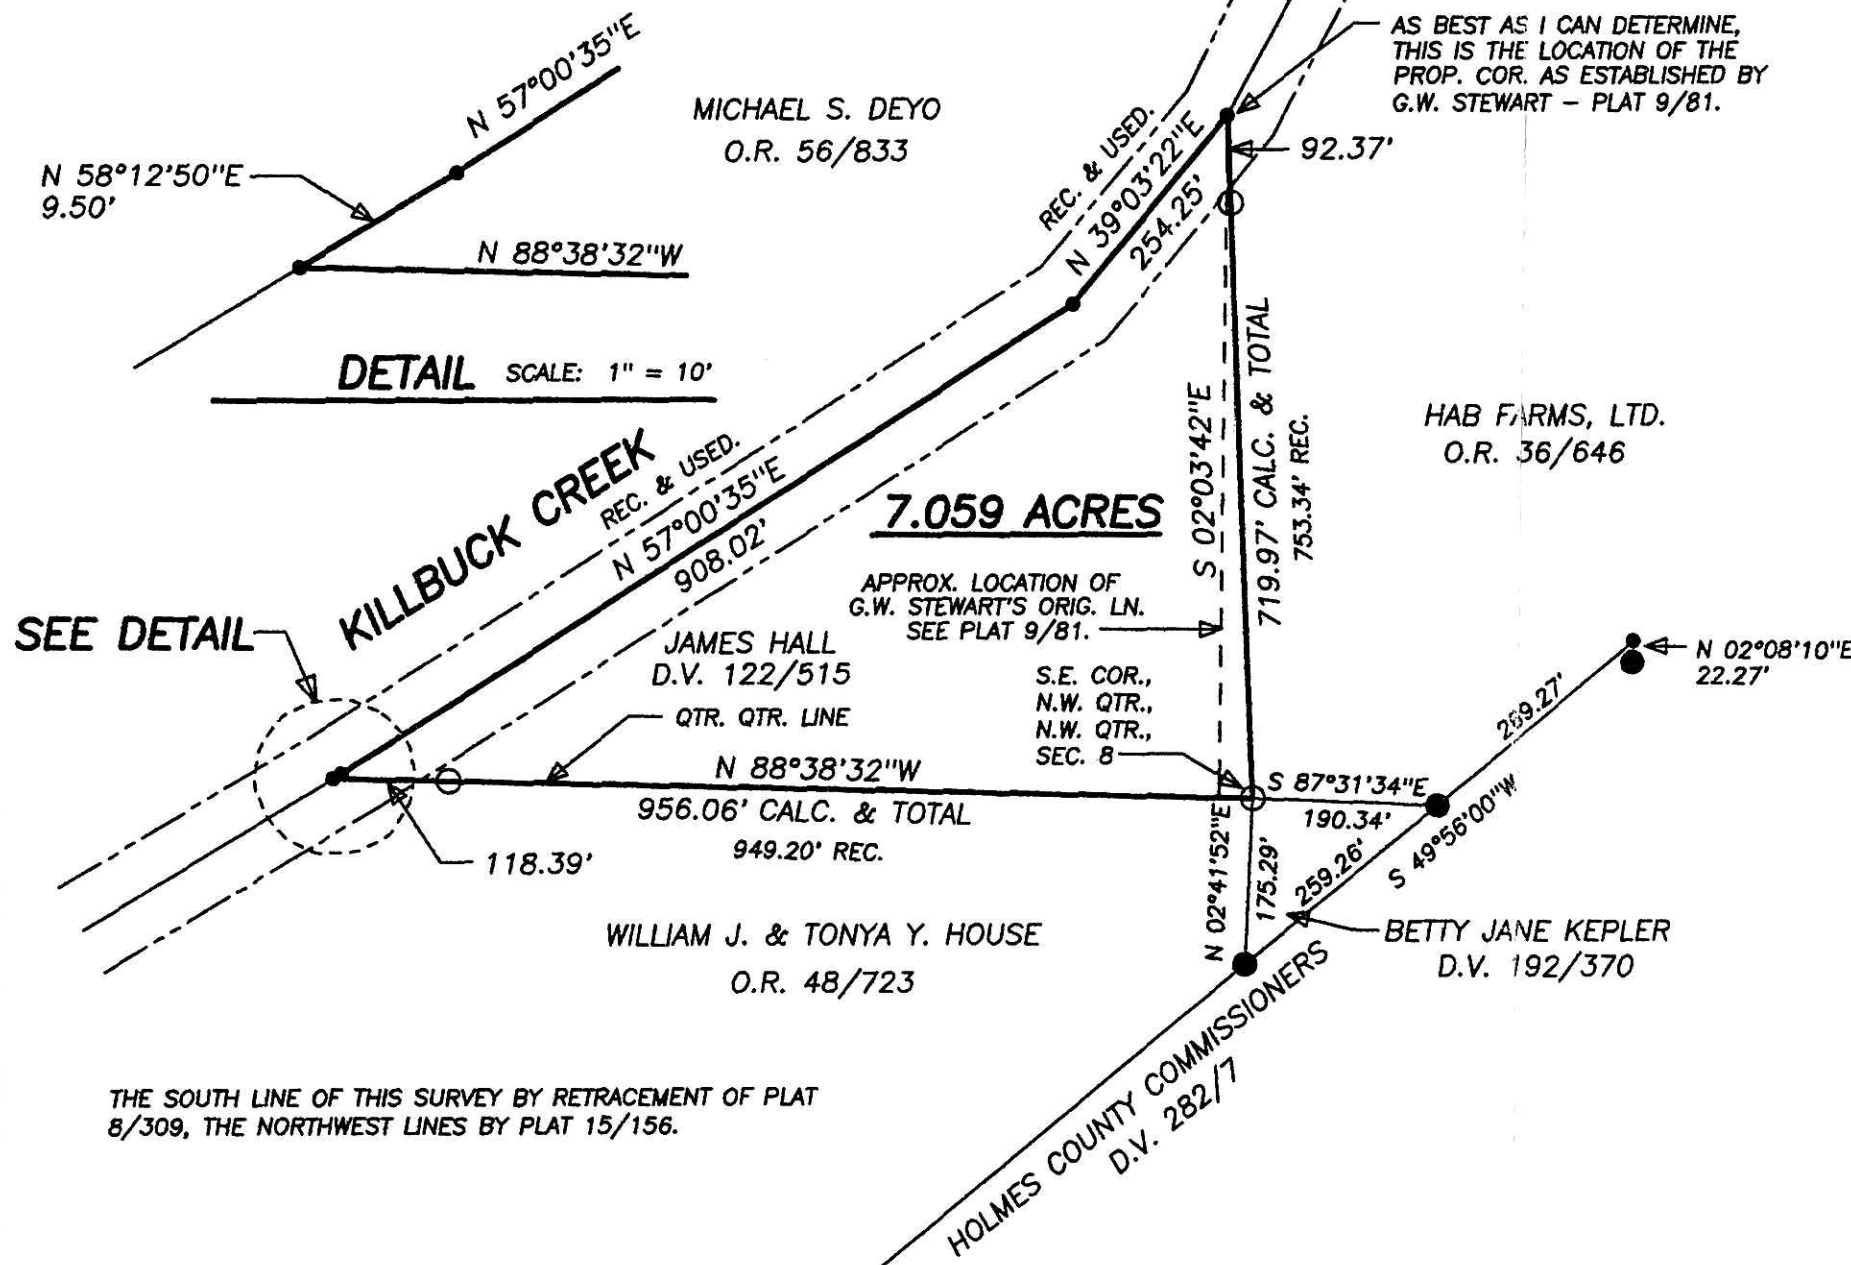 AS BEST AS I CAN DETERMINE,
THIS IS THE LOCATION OF THE
PROP. COR. AS ESTABLISHED BY
G.W. STEWART – PLAT 9/81.
N 57°00'35"E
MICHAEL S. DEYO
O.R. 56/833
N 58°12'50"E
9.50'
N 88°38'32"W
DETAIL SCALE: 1" = 10'
REC. & USED.
N 39°03'22"E
254.25'
92.37'
KILLBUCK CREEK
REC. & USED.
N 57°00'35"E
908.02'
7.059 ACRES
S 02°03'42"E
719.97' CALC. & TOTAL
753.34' REC.
HAB FARMS, LTD.
O.R. 36/646
APPROX. LOCATION OF
G.W. STEWART'S ORIG. LN.
SEE PLAT 9/81.
SEE DETAIL
JAMES HALL
D.V. 122/515
QTR. QTR. LINE
S.E. COR.,
N.W. QTR.,
N.W. QTR.,
SEC. 8
N 02°08'10"E
22.27'
269.27'
N 88°38'32"W
956.06' CALC. & TOTAL
949.20' REC.
118.39'
S 87°31'34"E
190.34'
N 02°41'52"E
175.29'
259.26'
S 49°56'00"W
WILLIAM J. & TONYA Y. HOUSE
O.R. 48/723
BETTY JANE KEPLER
D.V. 192/370
HOLMES COUNTY COMMISSIONERS
D.V. 282/7
THE SOUTH LINE OF THIS SURVEY BY RETRACEMENT OF PLAT
8/309, THE NORTHWEST LINES BY PLAT 15/156.